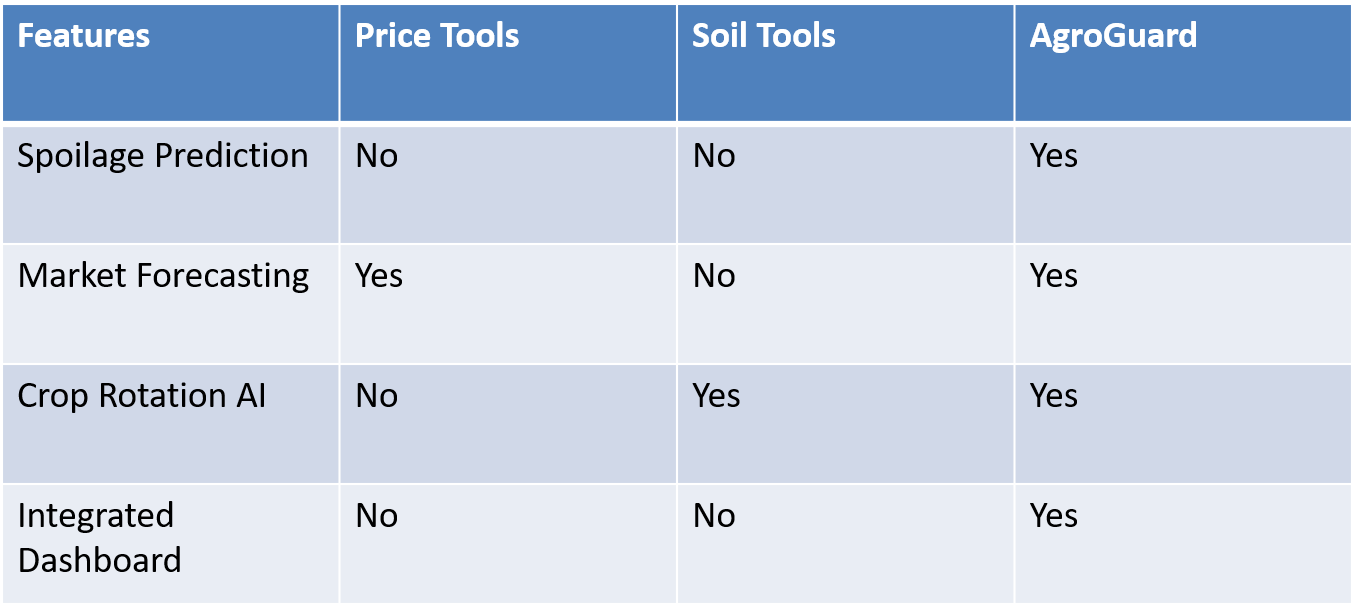 Features Price Tools Soil Tools AgroGuard
Spoilage Prediction No No Yes
Market Forecasting Yes No Yes
Crop Rotation AI No Yes Yes
Integrated No No Yes
Dashboard